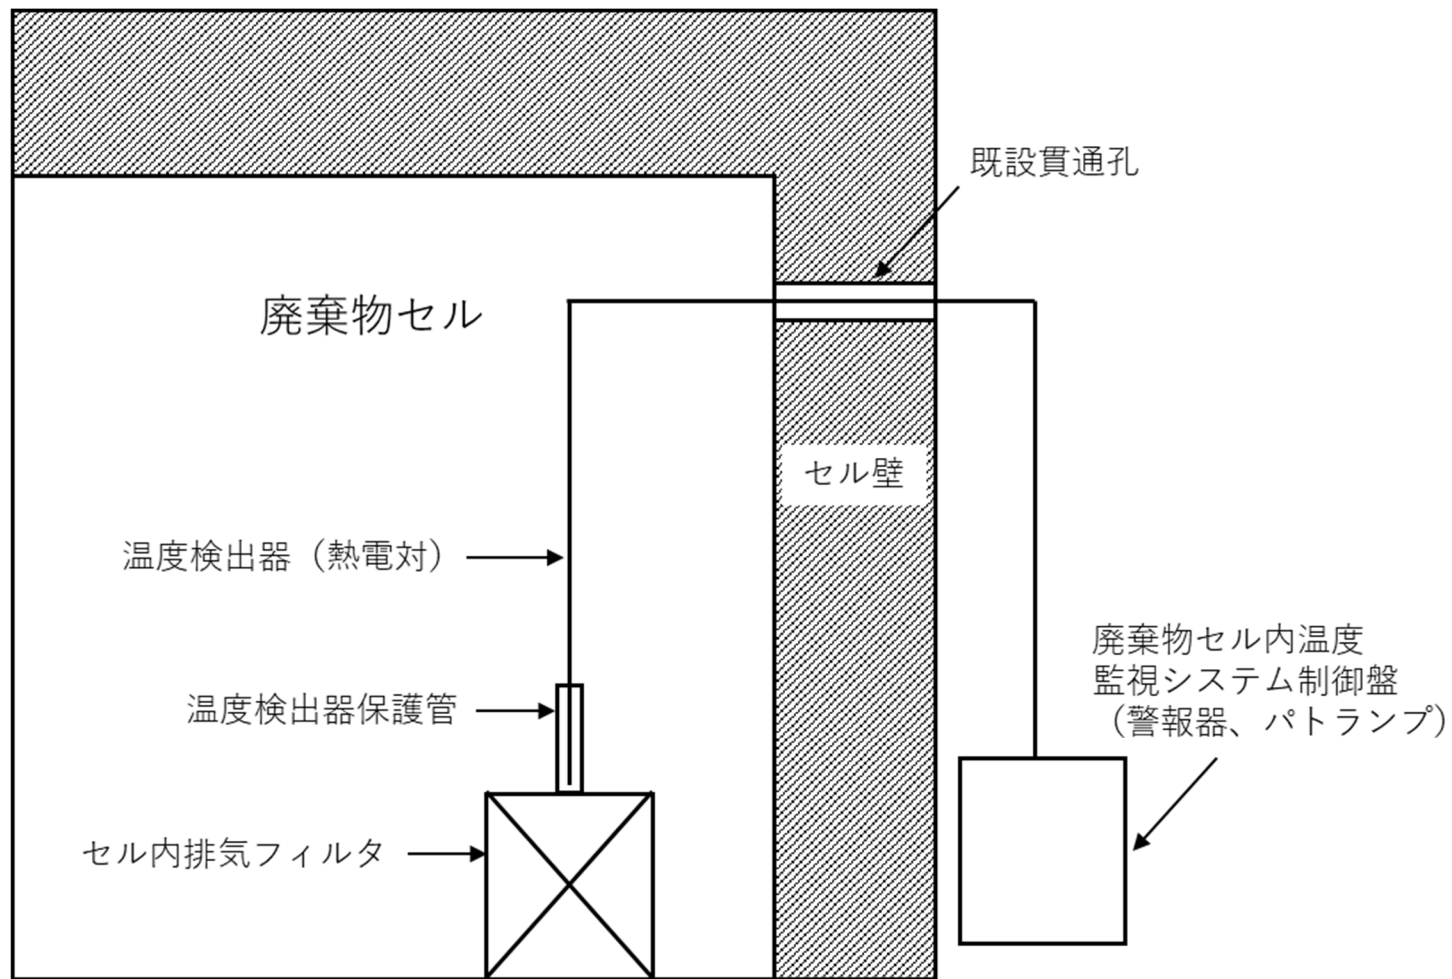 既設貫通孔
廃棄物セル
セル壁
温度検出器（熱電対）
廃棄物セル内温度
監視システム制御盤
（警報器、パトランプ）
温度検出器保護管
セル内排気フィルタ